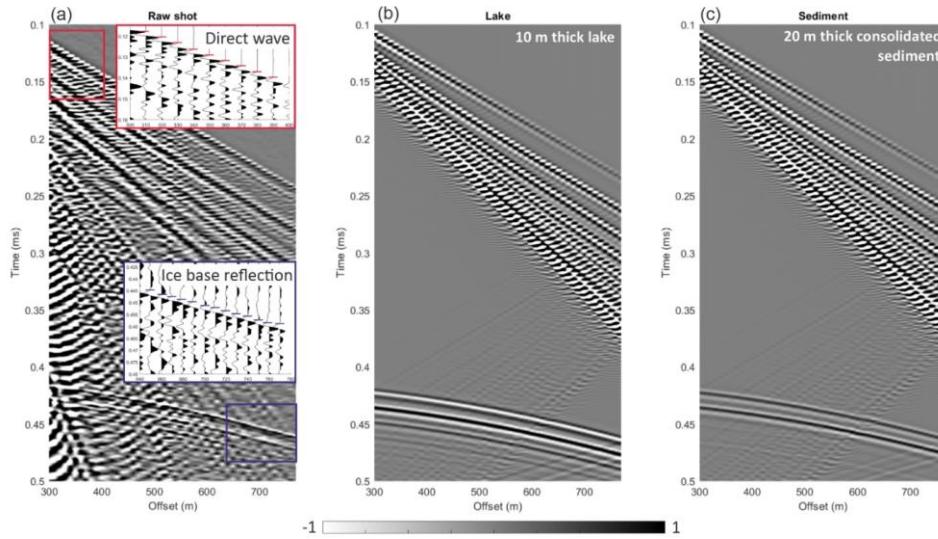 (a)
Raw shot
Direct wave
Ice base reflection
0.1
0.15
0.2
0.25
0.3
0.35
0.4
0.45
0.5
Time (ms)
300
400
500
600
700
Offset (m)
(b)
Lake
10 m thick lake
0.1
0.15
0.2
0.25
0.3
0.35
0.4
0.45
0.5
Time (ms)
300
400
500
600
700
Offset (m)
(c)
Sediment
20 m thick consolidated
sediment
0.1
0.15
0.2
0.25
0.3
0.35
0.4
0.45
0.5
Time (ms)
300
400
500
600
700
Offset (m)
-1
1